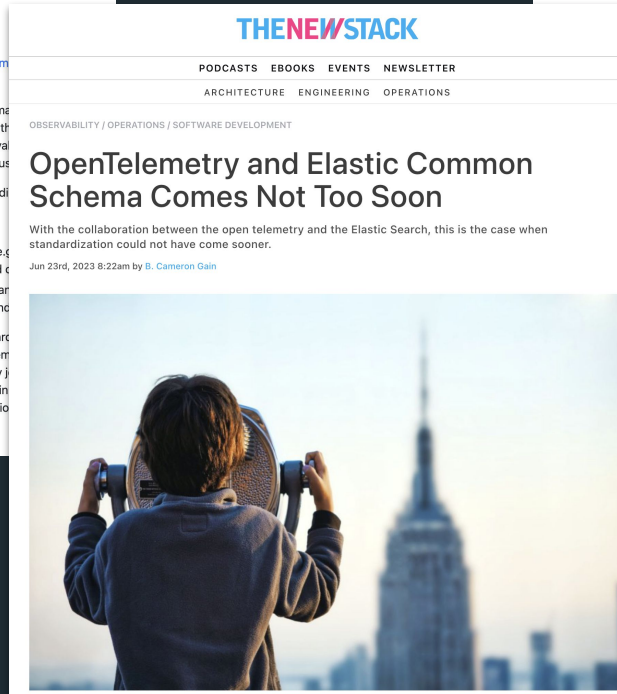 THENEWSTACK
PODCASTS EBOOKS EVENTS NEWSLETTER
ARCHITECTURE ENGINEERING OPERATIONS
OBSERVABILITY / OPERATIONS / SOFTWARE DEVELOPMENT
OpenTelemetry and Elastic Common
Schema Comes Not Too Soon
With the collaboration between the open telemetry and the Elastic Search, this is the case when
standardization could not have come sooner.
Jun 23rd, 2023 8:22am by B. Cameron Gain